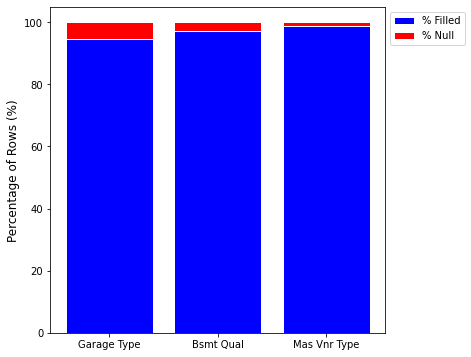 100
80
60
40
20
0
Percentage of Rows (%)
Garage Type
Bsmt Qual
Mas Vnr Type
% Filled
% Null